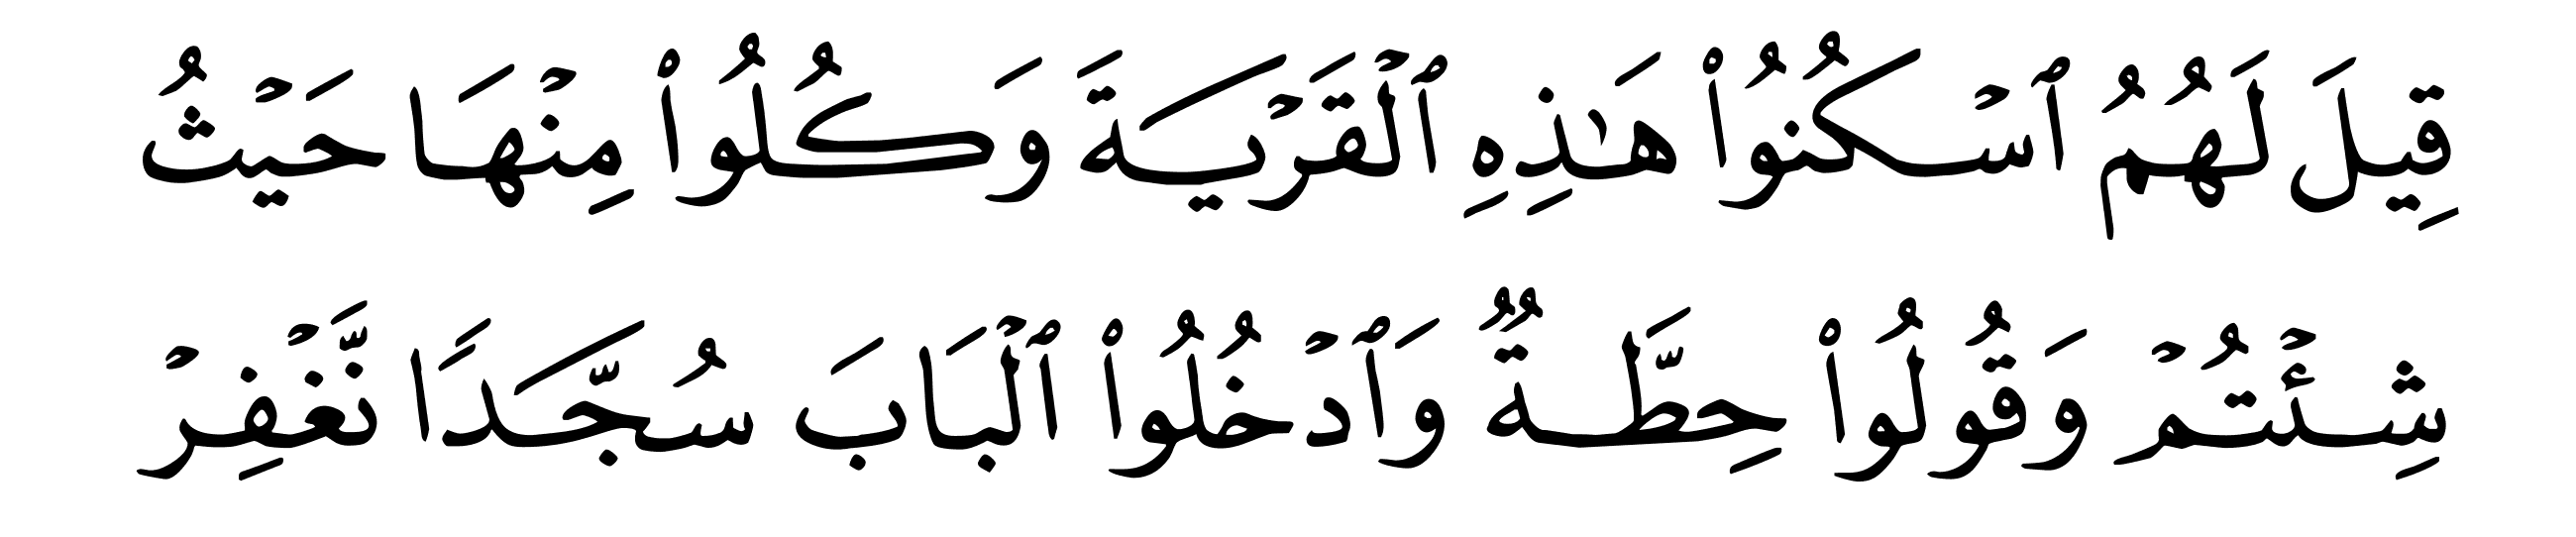 قِيلَ لَهُمُ ٱسۡكُنُواْ هَٰذِهِ ٱلۡقَرۡيَةَ وَكُلُواْ مِنۡهَا حَيۡثُ
شِئۡتُمۡ وَقُولُواْ حِطَّةٞ وَٱدۡخُلُواْ ٱلۡبَابَ سُجَّدٗا نَّغۡفِرۡ